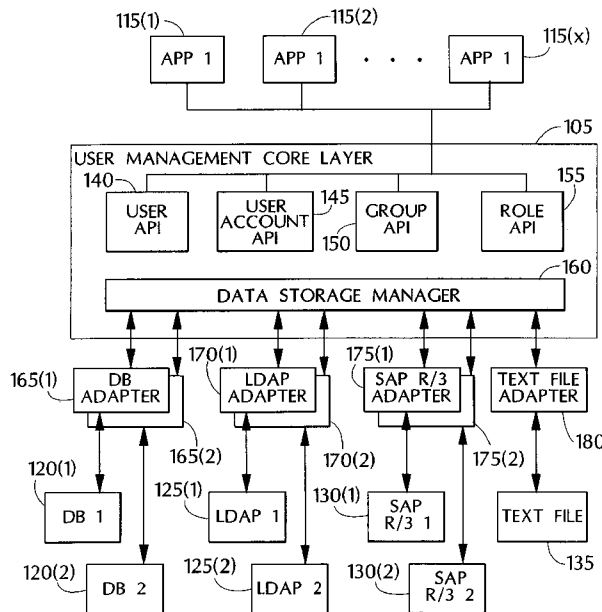 115(1)
115(2)
APP 1
APP 1
. . .
APP 1
115(x)
105
USER MANAGEMENT CORE LAYER
140
145
155
USER
API
USER
ACCOUNT
API
150
GROUP
API
ROLE
API
160
DATA STORAGE MANAGER
165(1)
DB
ADAPTER
170(1)
LDAP
ADAPTER
175(1)
SAP R/3
ADAPTER
TEXT FILE
ADAPTER
165(2)
170(2)
175(2)
180
120(1)
DB 1
125(1)
LDAP 1
130(1)
SAP
R/3 1
TEXT FILE
135
120(2)
DB 2
125(2)
LDAP 2
130(2)
SAP
R/3 2